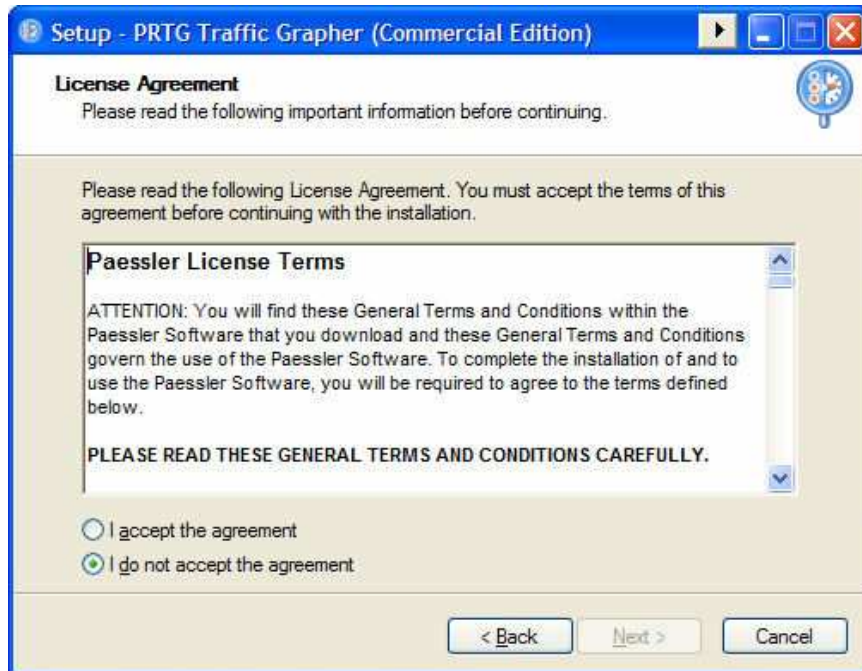 Setup - PRTG Traffic Grapher (Commercial Edition)
License Agreement
Please read the following important information before continuing.
Please read the following License Agreement. You must accept the terms of this
agreement before continuing with the installation.
Paessler License Terms
ATTENTION: You will find these General Terms and Conditions within the
Paessler Software that you download and these General Terms and Conditions
govern the use of the Paessler Software. To complete the installation of and to
use the Paessler Software, you will be required to agree to the terms defined
below.
PLEASE READ THESE GENERAL TERMS AND CONDITIONS CAREFULLY.
I accept the agreement
I do not accept the agreement
< Back Next > Cancel